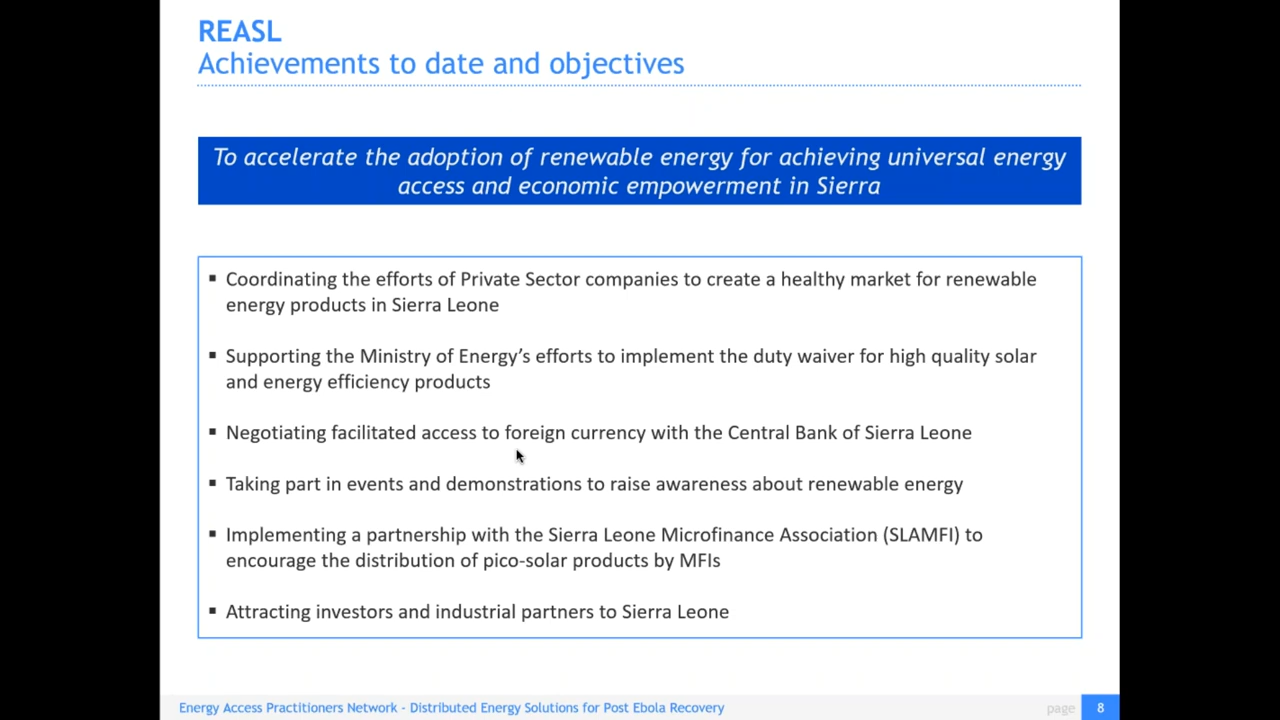 REASL
Achievements to date and objectives
To accelerate the adoption of renewable energy for achieving universal energy
access and economic empowerment in Sierra
▪ Coordinating the efforts of Private Sector companies to create a healthy market for renewable
energy products in Sierra Leone
▪ Supporting the Ministry of Energy’s efforts to implement the duty waiver for high quality solar
and energy efficiency products
▪ Negotiating facilitated access to foreign currency with the Central Bank of Sierra Leone
▪ Taking part in events and demonstrations to raise awareness about renewable energy
▪ Implementing a partnership with the Sierra Leone Microfinance Association (SLAMFI) to
encourage the distribution of pico-solar products by MFIs
▪ Attracting investors and industrial partners to Sierra Leone
Energy Access Practitioners Network - Distributed Energy Solutions for Post Ebola Recovery
page 8